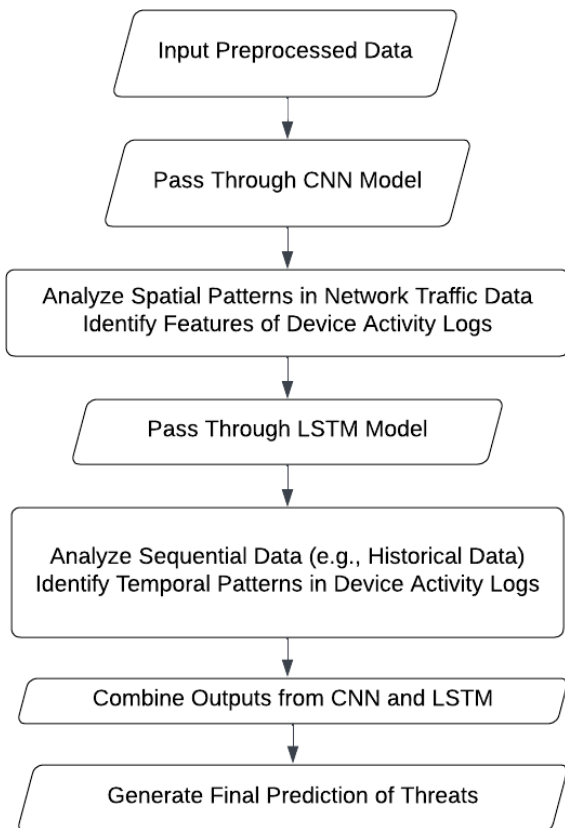 Input Preprocessed Data
Pass Through CNN Model
Analyze Spatial Patterns in Network Traffic Data
Identify Features of Device Activity Logs
Pass Through LSTM Model
Analyze Sequential Data (e.g., Historical Data)
Identify Temporal Patterns in Device Activity Logs
Combine Outputs from CNN and LSTM
Generate Final Prediction of Threats